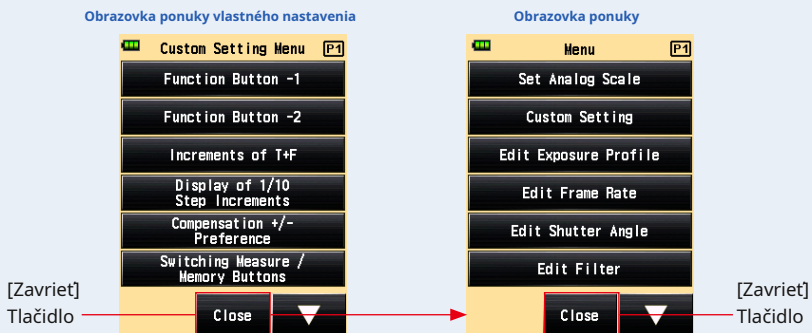 Obrazovka ponuky vlastného nastavenia
Custom Setting Menu P1
Function Button -1
Function Button -2
Increments of T+F
Display of 1/10
Step Increments
Compensation +/-
Preference
Switching Measure /
Memory Buttons
Close
[Zavrieť]
Tlačidlo
Obrazovka ponuky
Menu P1
Set Analog Scale
Custom Setting
Edit Exposure Profile
Edit Frame Rate
Edit Shutter Angle
Edit Filter
Close
[Zavrieť]
Tlačidlo